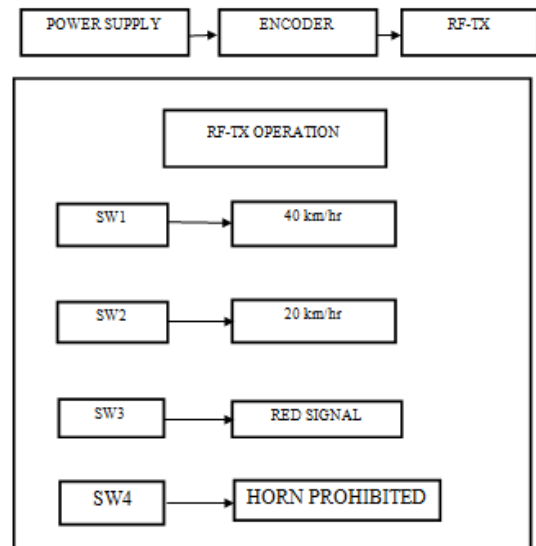 POWER SUPPLY ENCODER RF-TX
RF-TX OPERATION
SW1 40 km/hr
SW2 20 km/hr
SW3 RED SIGNAL
SW4 HORN PROHIBITED